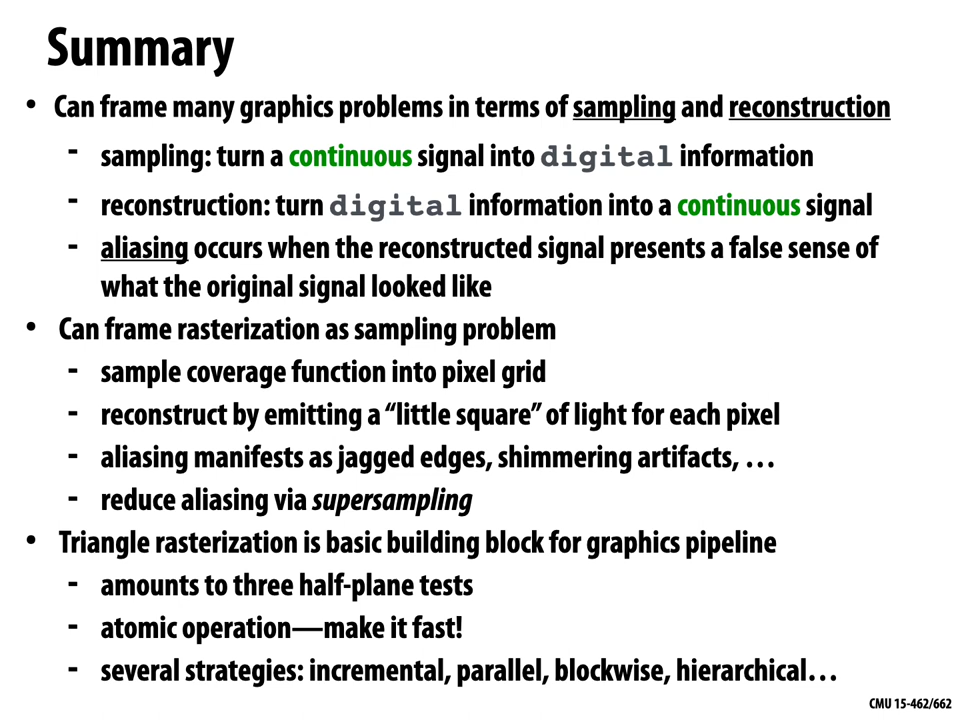 Summary
• Can frame many graphics problems in terms of sampling and reconstruction
- sampling: turn a continuous signal into digital information
- reconstruction: turn digital information into a continuous signal
- aliasing occurs when the reconstructed signal presents a false sense of
what the original signal looked like
• Can frame rasterization as sampling problem
- sample coverage function into pixel grid
- reconstruct by emitting a “little square” of light for each pixel
- aliasing manifests as jagged edges, shimmering artifacts, …
- reduce aliasing via supersampling
• Triangle rasterization is basic building block for graphics pipeline
- amounts to three half-plane tests
- atomic operation—make it fast!
- several strategies: incremental, parallel, blockwise, hierarchical…
CMU 15-462/662